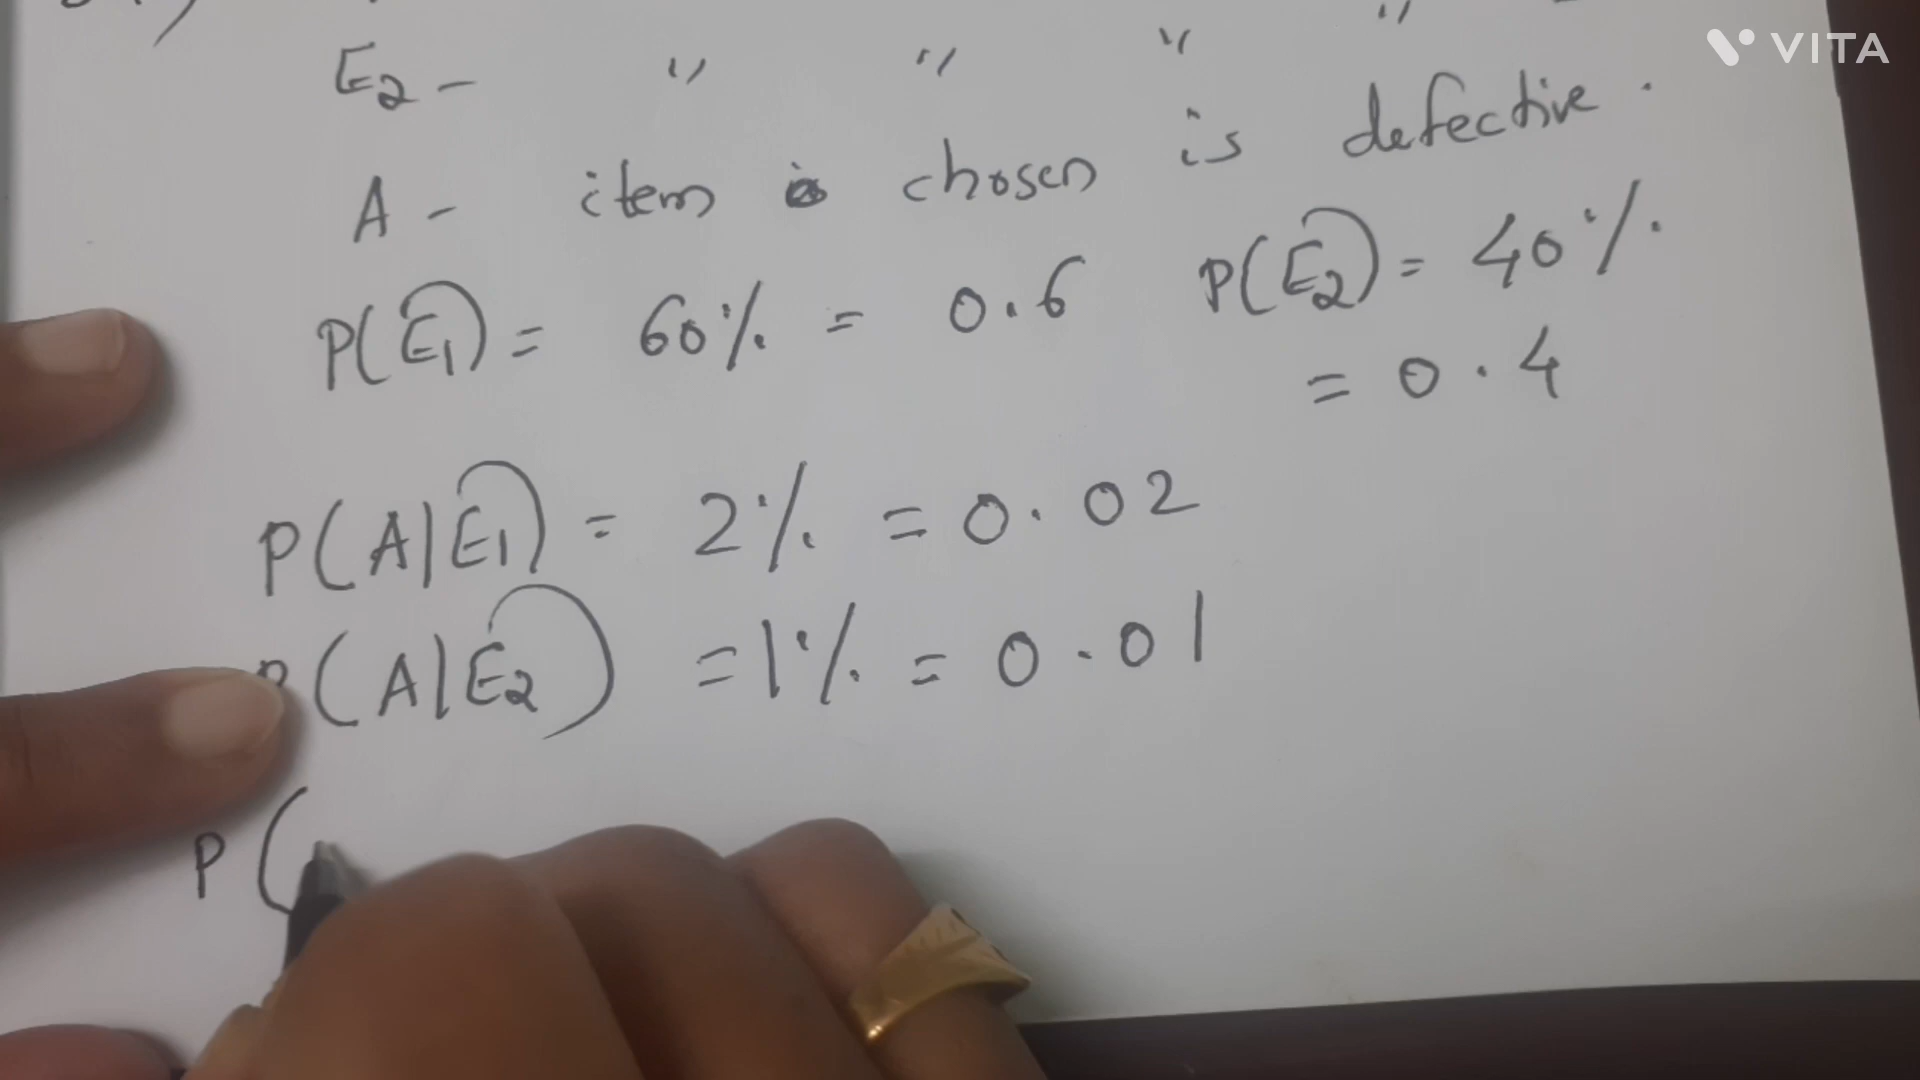 VITA
E2 - " " " "
A - item chosen is defective.
P(E1) = 60% = 0.6 P(E2) = 40%
= 0.4
P(A|E1) = 2% = 0.02
P(A|E2) = 1% = 0.01
P(